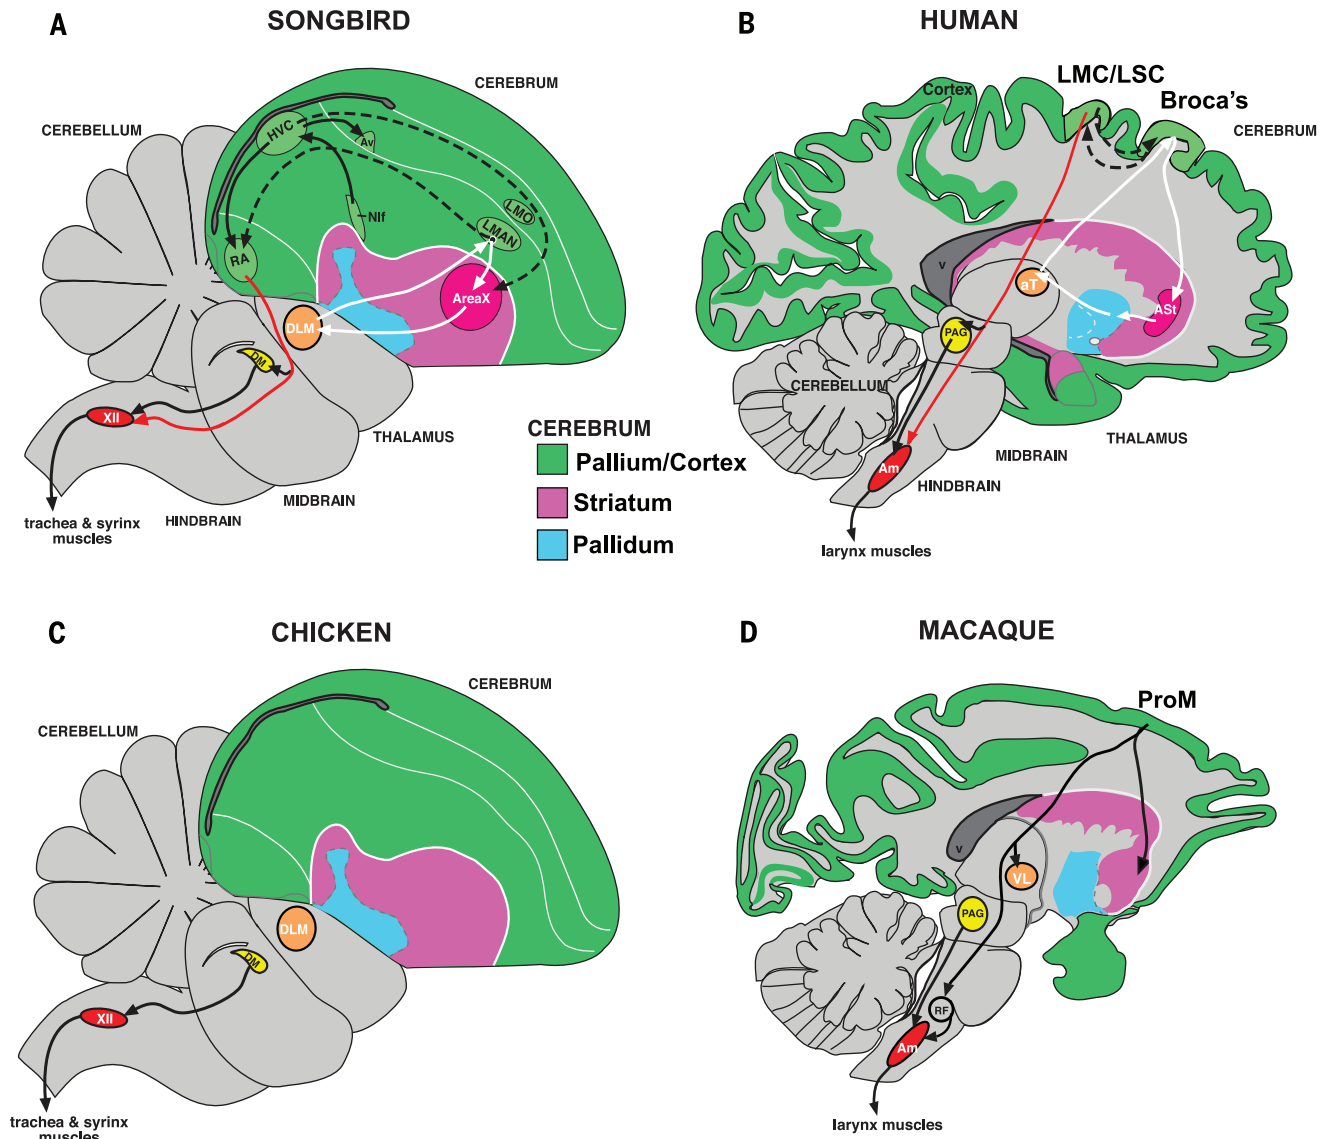 A
SONGBIRD
CEREBRUM
CEREBELLUM
HVC
Av
NIf
LMO
LMAN
RA
AreaX
DLM
DM
XII
THALAMUS
MIDBRAIN
HINDBRAIN
trachea & syrinx
muscles
B
HUMAN
LMC/LSC
Cortex
Broca's
CEREBRUM
v
aT
ASt
PAG
CEREBELLUM
THALAMUS
MIDBRAIN
Am
HINDBRAIN
larynx muscles
CEREBRUM
Pallium/Cortex
Striatum
Pallidum
C
CHICKEN
CEREBRUM
CEREBELLUM
DLM
DM
XII
trachea & syrinx
muscles
D
MACAQUE
ProM
v
VL
PAG
RF
Am
larynx muscles